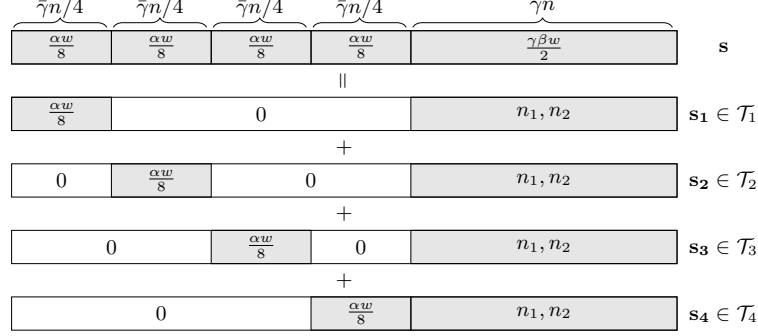 γ̄n/4 γ̄n/4 γ̄n/4 γ̄n/4 γn
αw/8 αw/8 αw/8 αw/8 γβw/2 s
=
αw/8 0 n₁, n₂ s₁ ∈ 𝒯₁
+
0 αw/8 0 n₁, n₂ s₂ ∈ 𝒯₂
+
0 αw/8 0 n₁, n₂ s₃ ∈ 𝒯₃
+
0 αw/8 n₁, n₂ s₄ ∈ 𝒯₄